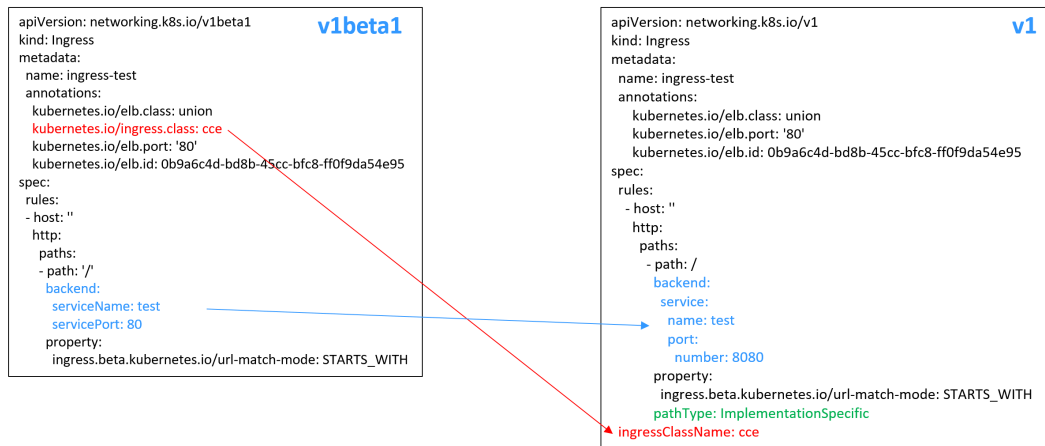 v1beta1
apiVersion: networking.k8s.io/v1beta1
kind: Ingress
metadata:
name: ingress-test
annotations:
kubernetes.io/elb.class: union
kubernetes.io/ingress.class: cce
kubernetes.io/elb.port: '80'
kubernetes.io/elb.id: 0b9a6c4d-bd8b-45cc-bfc8-ff0f9da54e95
spec:
rules:
- host: ''
http:
paths:
- path: '/'
backend:
serviceName: test
servicePort: 80
property:
ingress.beta.kubernetes.io/url-match-mode: STARTS_WITH
v1
apiVersion: networking.k8s.io/v1
kind: Ingress
metadata:
name: ingress-test
annotations:
kubernetes.io/elb.class: union
kubernetes.io/elb.port: '80'
kubernetes.io/elb.id: 0b9a6c4d-bd8b-45cc-bfc8-ff0f9da54e95
spec:
rules:
- host: ''
http:
paths:
- path: /
backend:
service:
name: test
port:
number: 8080
property:
ingress.beta.kubernetes.io/url-match-mode: STARTS_WITH
pathType: ImplementationSpecific
ingressClassName: cce